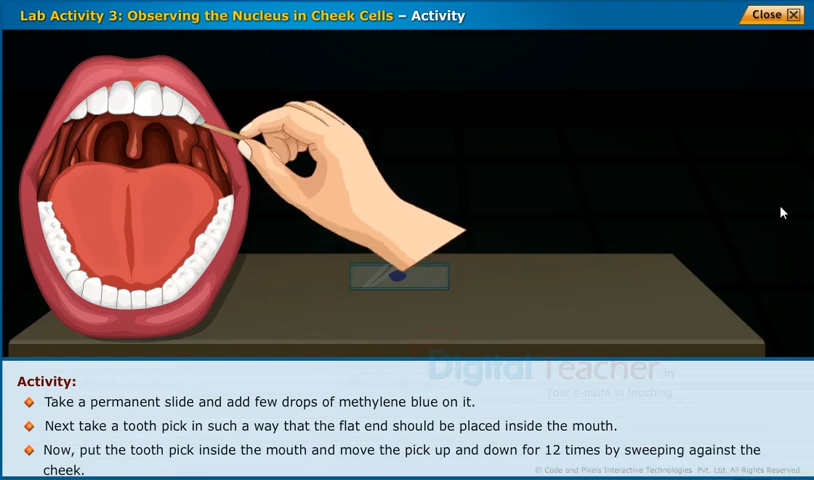 Lab Activity 3: Observing the Nucleus in Cheek Cells – Activity
Close
Activity:
Take a permanent slide and add few drops of methylene blue on it.
Next take a tooth pick in such a way that the flat end should be placed inside the mouth.
Now, put the tooth pick inside the mouth and move the pick up and down for 12 times by sweeping against the
cheek.
Digital Teacher.in
Your e-mate in teaching
© Code and Pixels Interactive Technologies Pvt. Ltd. All Rights Reserved.